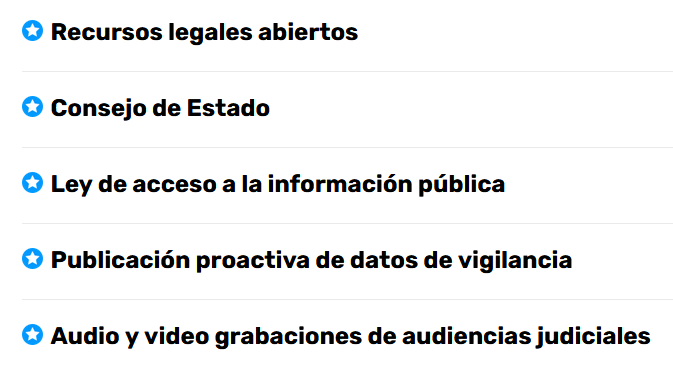 Recursos legales abiertos
Consejo de Estado
Ley de acceso a la información pública
Publicación proactiva de datos de vigilancia
Audio y video grabaciones de audiencias judiciales